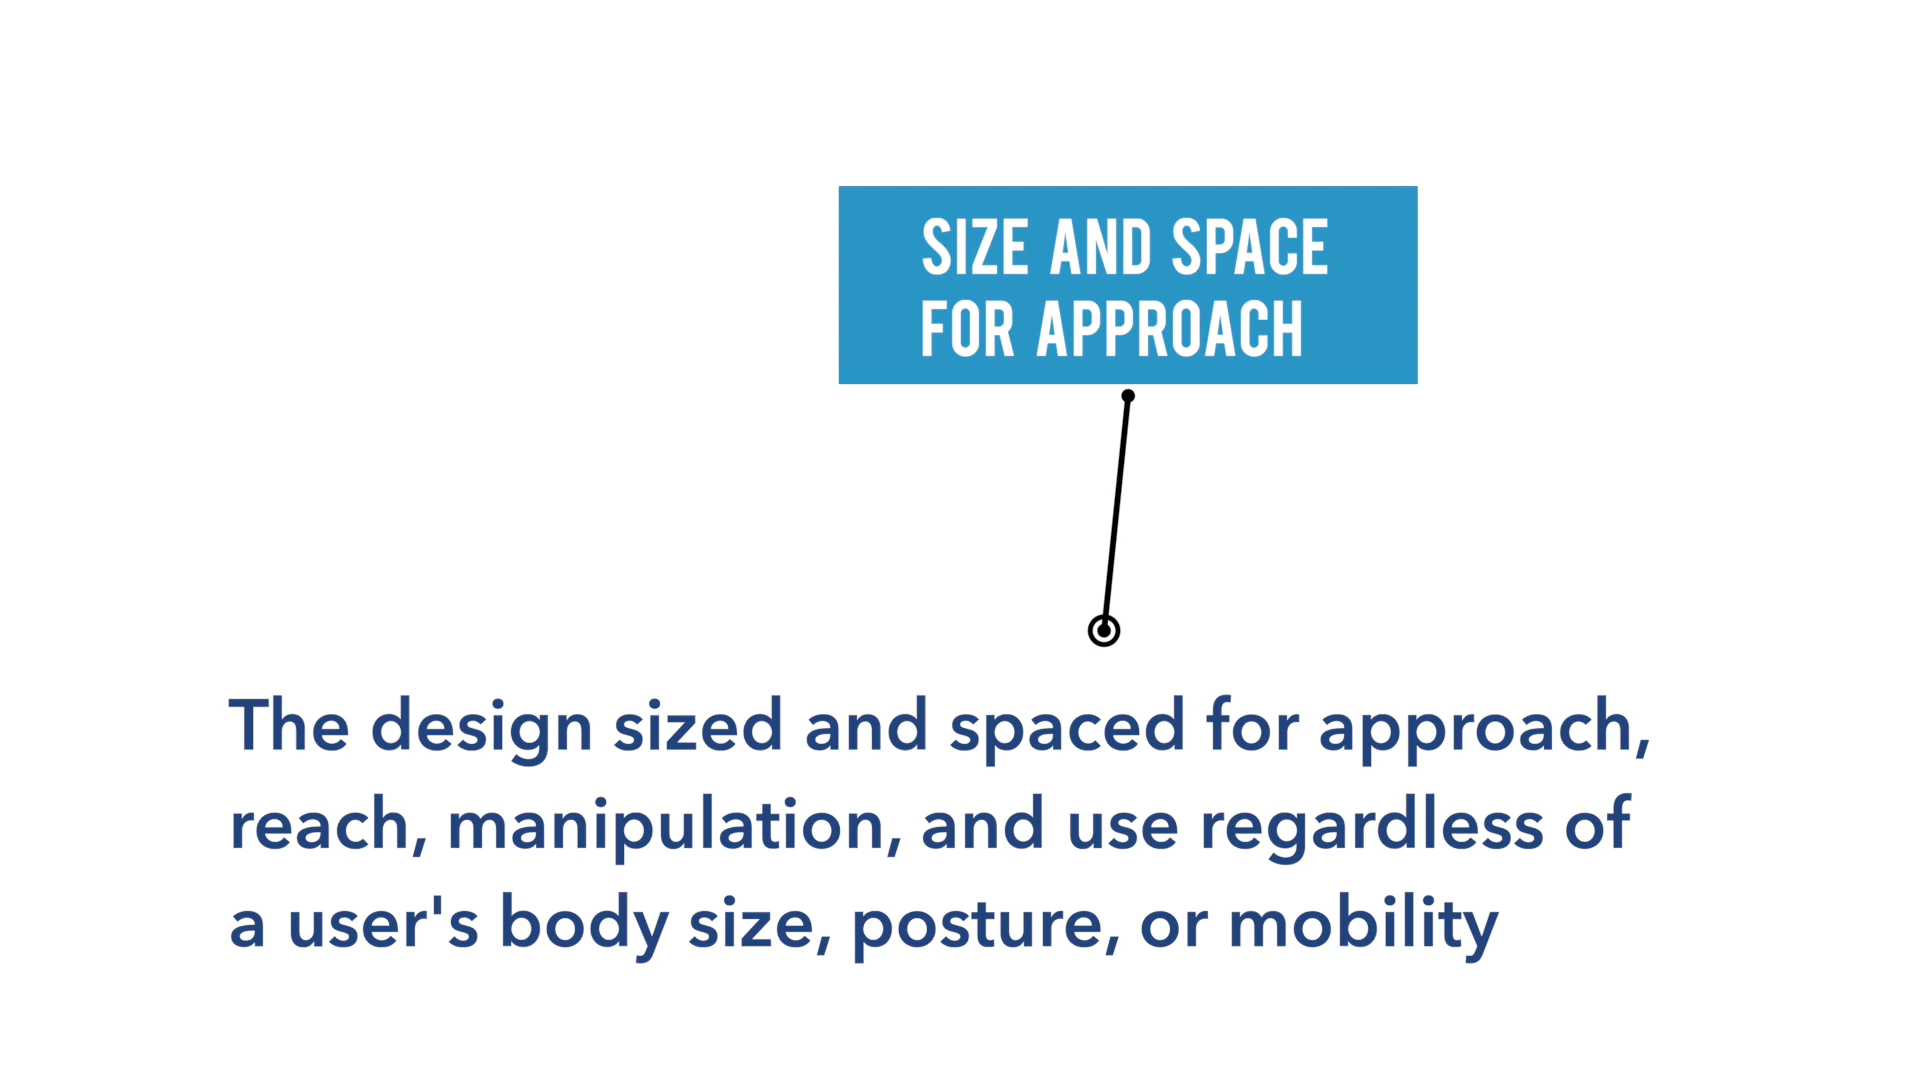 SIZE AND SPACE
FOR APPROACH
The design sized and spaced for approach,
reach, manipulation, and use regardless of
a user's body size, posture, or mobility